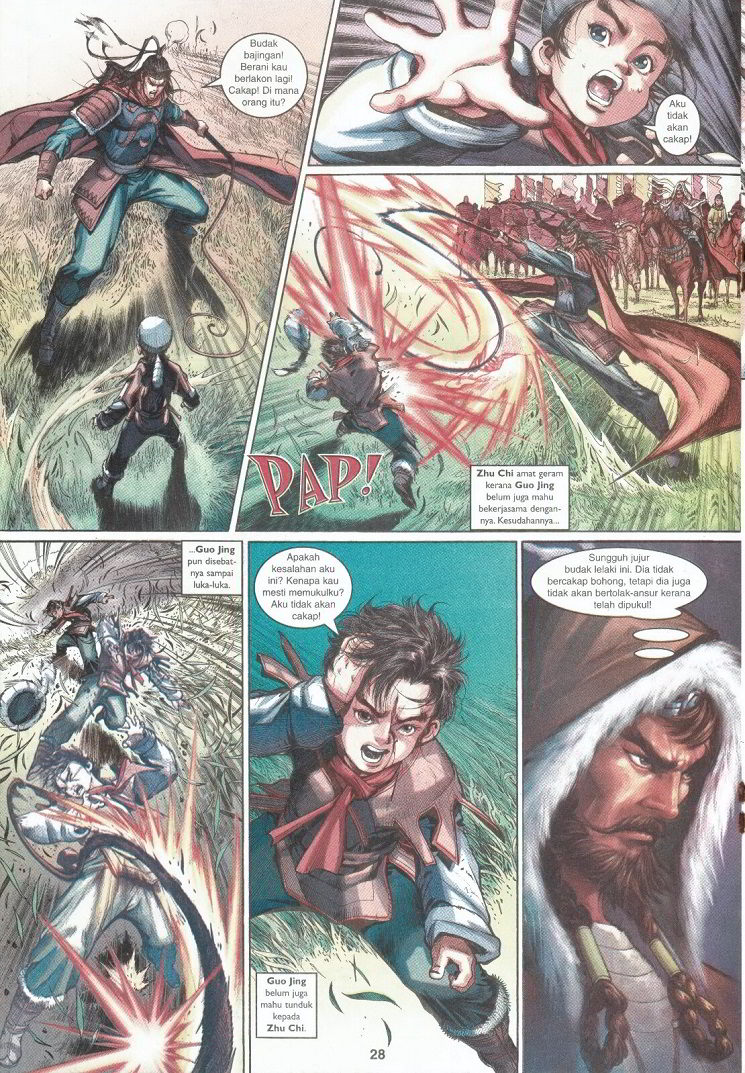 Budak
bajingan!
Berani kau
berlakon lagi!
Cakap! Di mana
orang itu?
Aku
tidak
akan
cakap!
PAP!
Zhu Chi amat geram
kerana Guo Jing
belum juga mahu
bekerjasama dengan-
nya. Kesudahannya...
...Guo Jing
pun disebat-
nya sampai
luka-luka.
Apakah
kesalahan aku
ini? Kenapa kau
mesti memukulku?
Aku tidak akan
cakap!
Guo Jing
belum juga
mahu tunduk
kepada
Zhu Chi.
Sungguh jujur
budak lelaki ini. Dia tidak
bercakap bohong, tetapi dia juga
tidak akan bertolak-ansur kerana
telah dipukul!
28